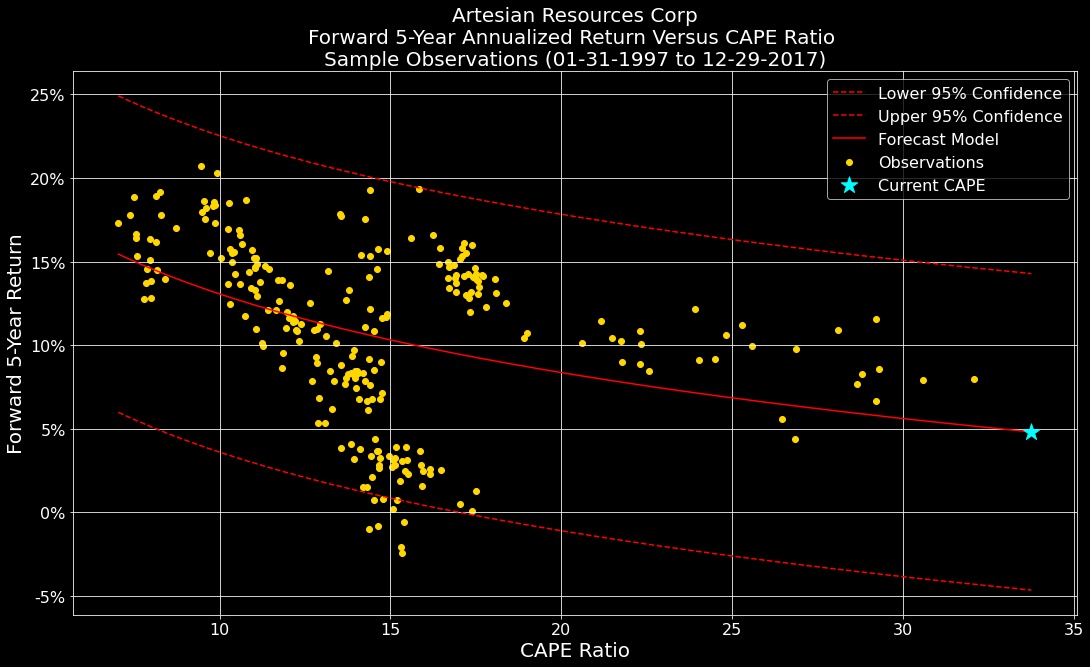 Artesian Resources Corp
Forward 5-Year Annualized Return Versus CAPE Ratio
Sample Observations (01-31-1997 to 12-29-2017)
Lower 95% Confidence
Upper 95% Confidence
Forecast Model
Observations
Current CAPE
Forward 5-Year Return
25%
20%
15%
10%
5%
0%
-5%
10
15
20
25
30
35
CAPE Ratio